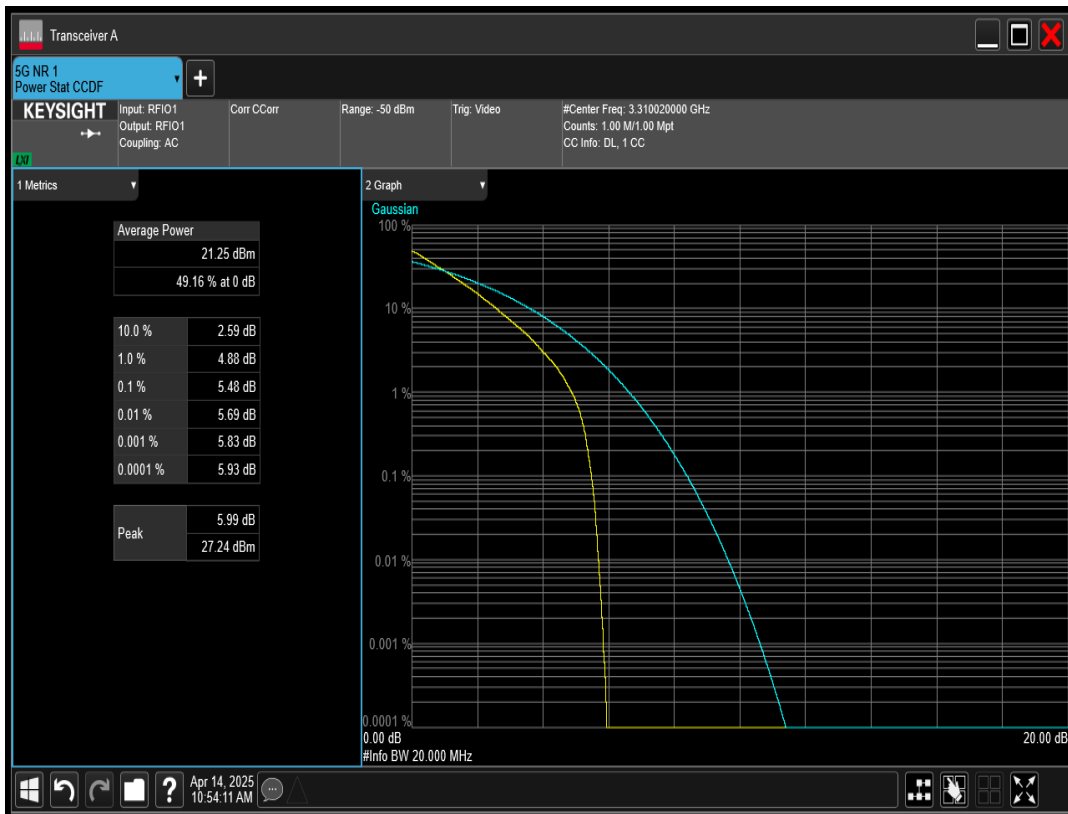 Transceiver A
5G NR 1
Power Stat CCDF
+
KEYSIGHT
LXI
Input: RFIO1
Output: RFIO1
Coupling: AC
Corr CCorr
Range: -50 dBm
Trig: Video
#Center Freq: 3.310020000 GHz
Counts: 1.00 M/1.00 Mpt
CC Info: DL, 1 CC
1 Metrics
Average Power
21.25 dBm
49.16 % at 0 dB
10.0 % 2.59 dB
1.0 % 4.88 dB
0.1 % 5.48 dB
0.01 % 5.69 dB
0.001 % 5.83 dB
0.0001 % 5.93 dB
Peak
5.99 dB
27.24 dBm
2 Graph
Gaussian
100 %
10 %
1 %
0.1 %
0.01 %
0.001 %
0.0001 %
0.00 dB 20.00 dB
#Info BW 20.000 MHz
?
Apr 14, 2025
10:54:11 AM